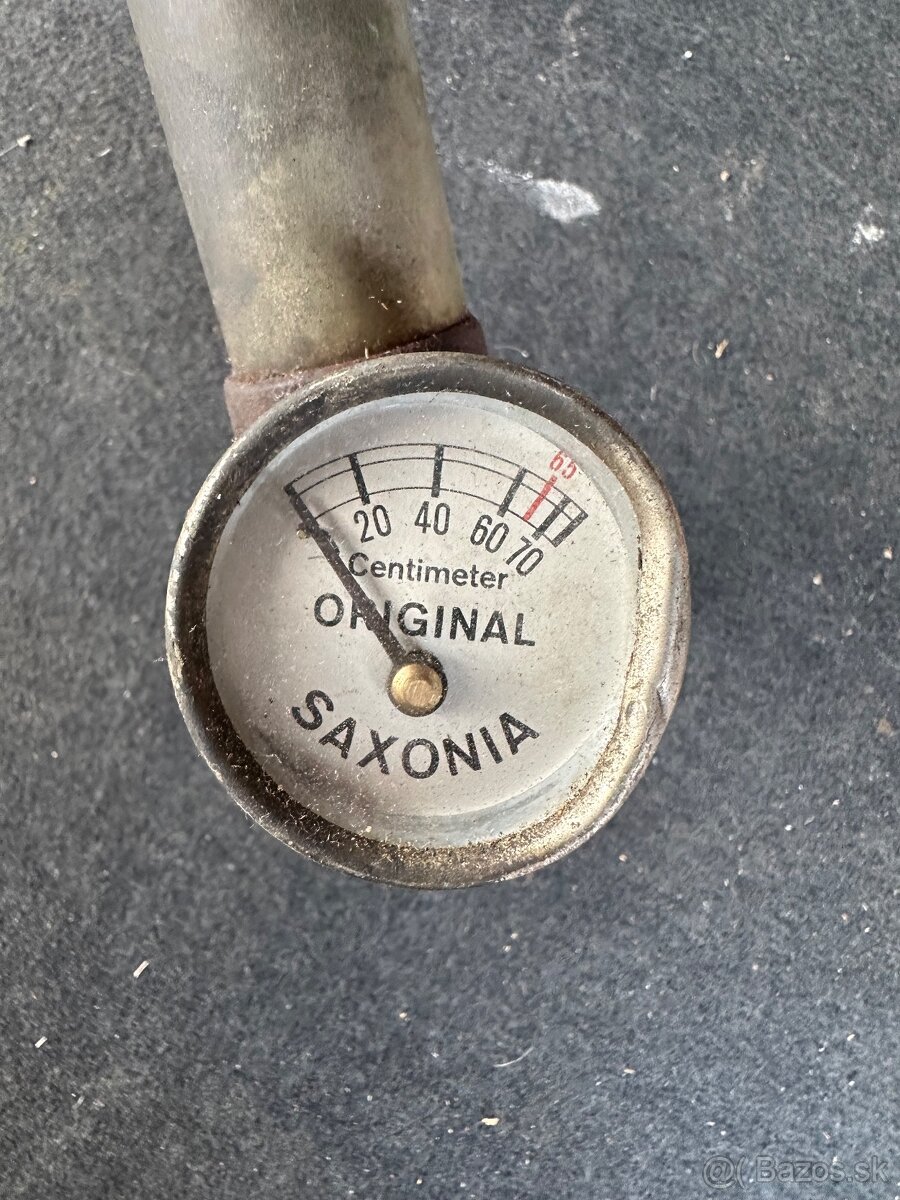 65
20 40 60 70
Centimeter
ORIGINAL
SAXONIA
@( Bazos.sk